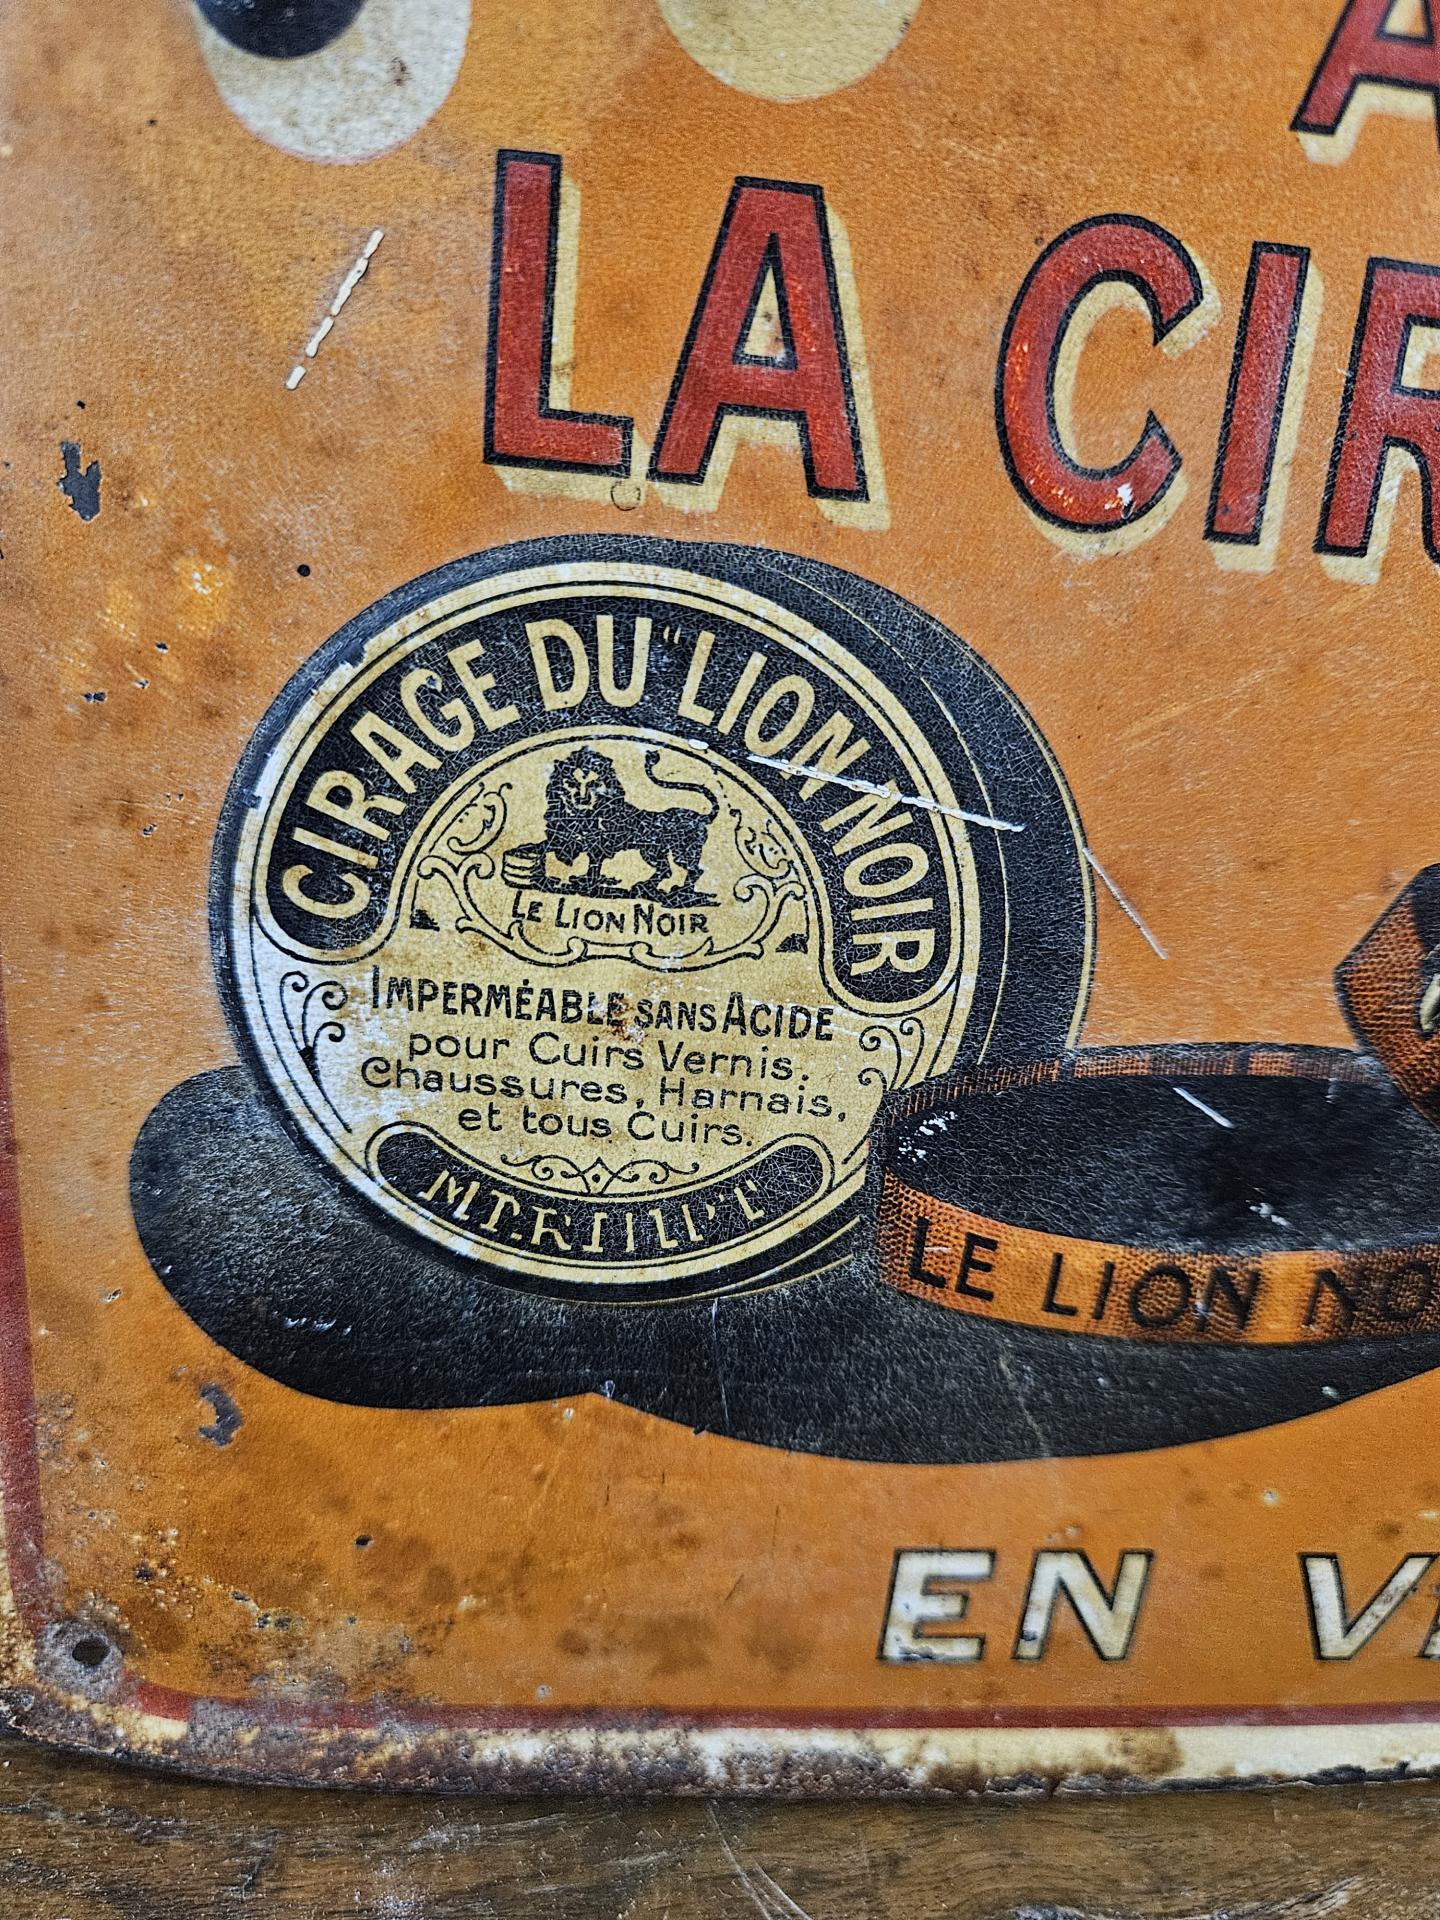 LA CIR
CIRAGE DU "LION NOIR
LE LION NOIR
IMPERMÉABLE SANS ACIDE
pour Cuirs Vernis.
Chaussures, Harnais,
et tous Cuirs.
LE LION NO
EN V